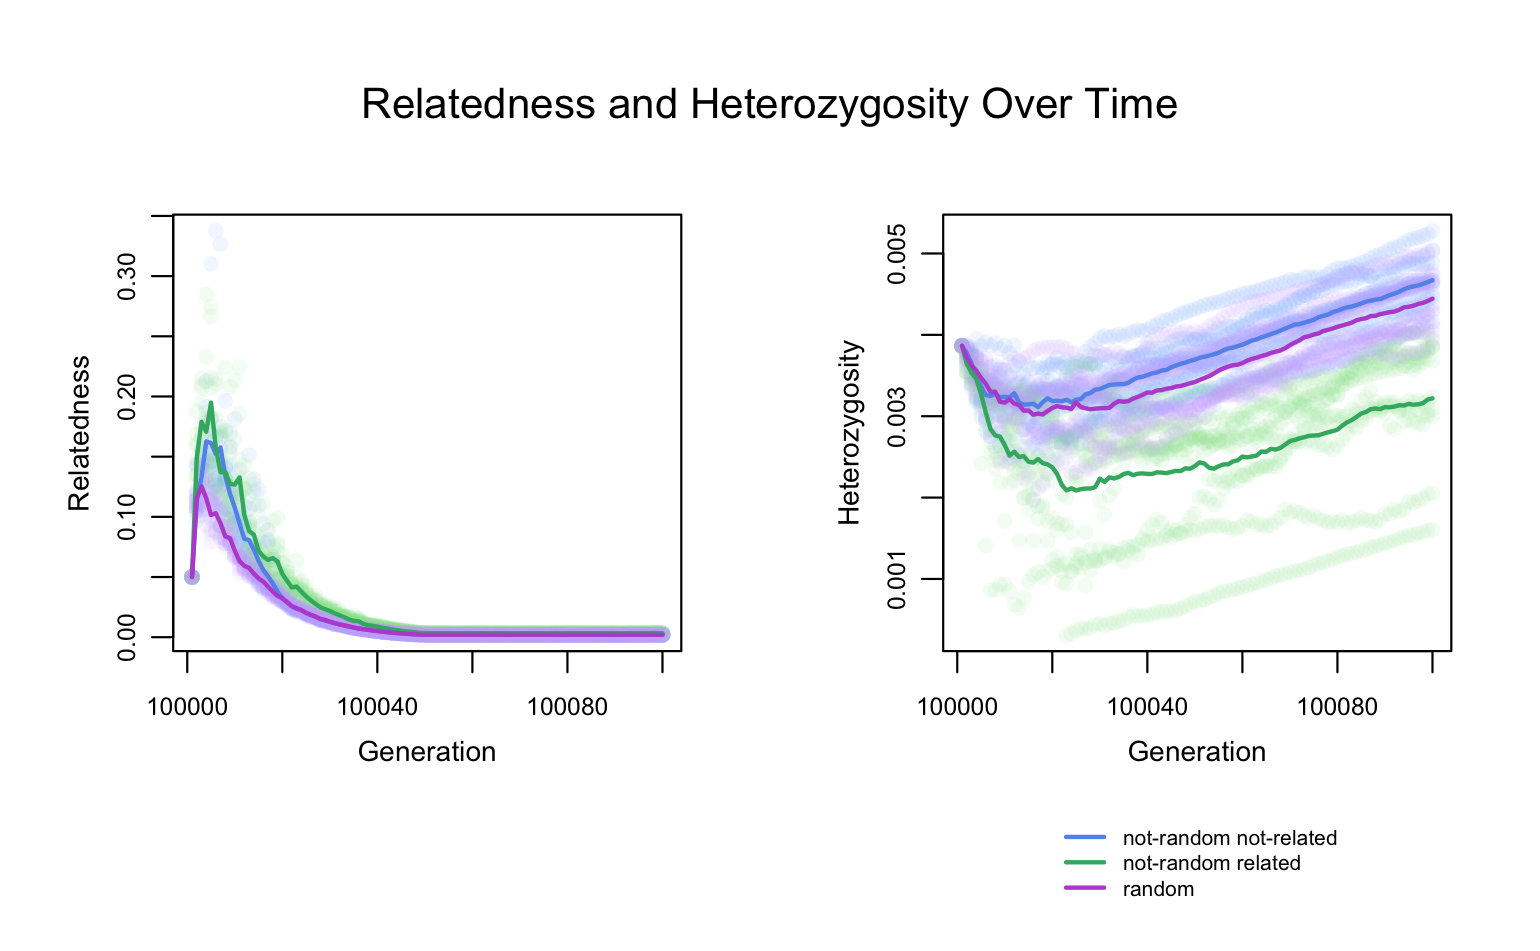 Relatedness and Heterozygosity Over Time
Relatedness
0.30
0.20
0.10
0.00
100000 100040 100080
Generation
Heterozygosity
0.005
0.003
0.001
100000 100040 100080
Generation
not-random not-related
not-random related
random